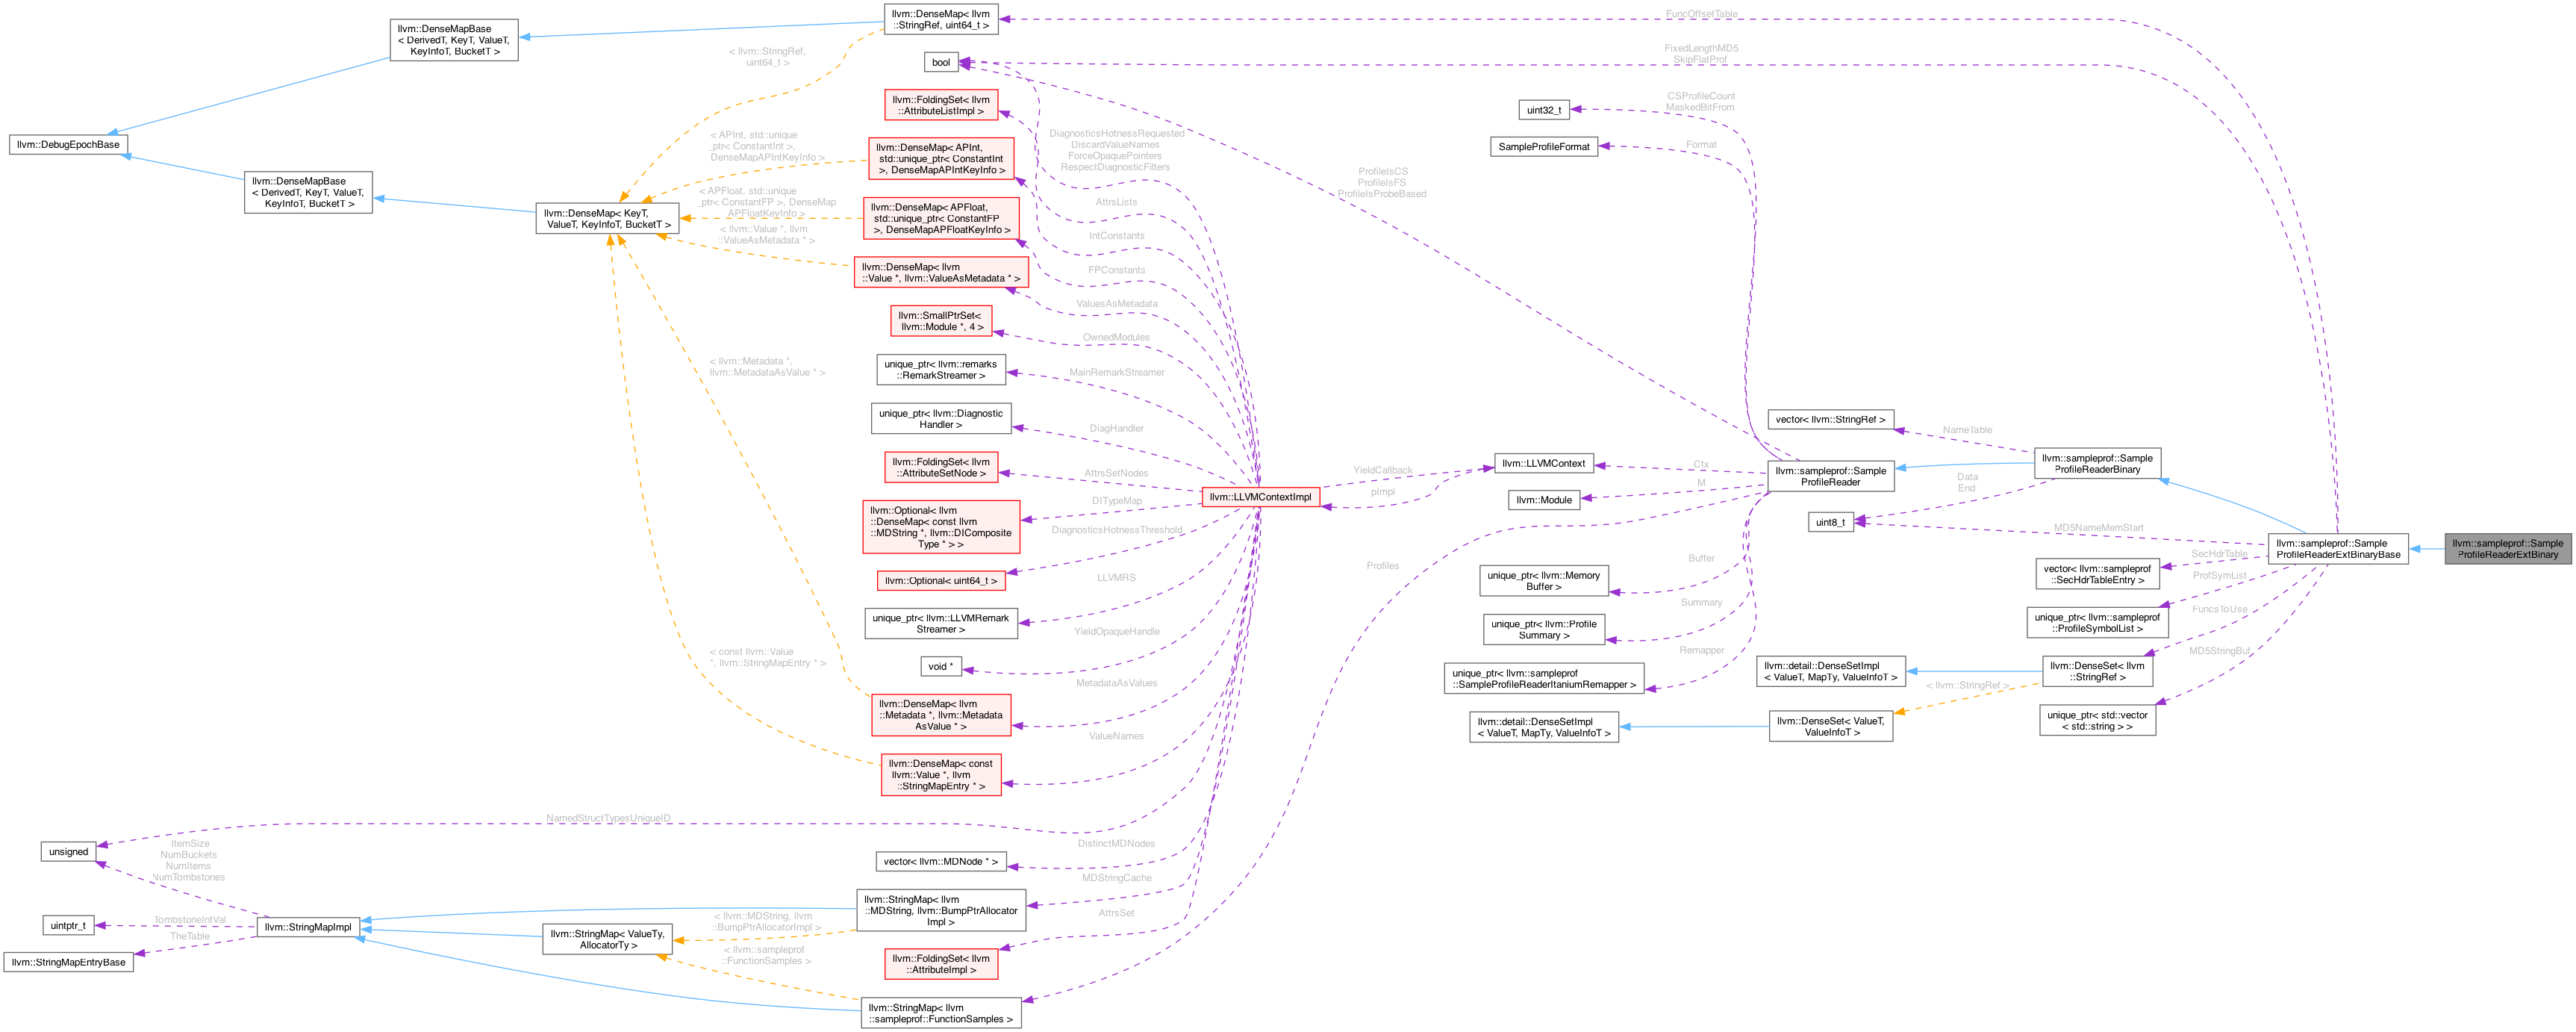 llvm::DebugEpochBase
llvm::DenseMapBase
< DerivedT, KeyT, ValueT,
KeyInfoT, BucketT >
llvm::DenseMapBase
< DerivedT, KeyT, ValueT,
KeyInfoT, BucketT >
llvm::DenseMap< KeyT,
ValueT, KeyInfoT, BucketT >
< llvm::StringRef,
uint64_t >
< APInt, std::unique
_ptr< ConstantInt >,
DenseMapAPIntKeyInfo >
< APFloat, std::unique
_ptr< ConstantFP >, DenseMap
APFloatKeyInfo >
< llvm::Value *, llvm
::ValueAsMetadata * >
< llvm::Metadata *,
llvm::MetadataAsValue * >
< const llvm::Value
*, llvm::StringMapEntry * >
llvm::DenseMap< llvm
::StringRef, uint64_t >
bool
llvm::FoldingSet< llvm
::AttributeListImpl >
llvm::DenseMap< APInt,
std::unique_ptr< ConstantInt
>, DenseMapAPIntKeyInfo >
llvm::DenseMap< APFloat,
std::unique_ptr< ConstantFP
>, DenseMapAPFloatKeyInfo >
llvm::DenseMap< llvm
::Value *, llvm::ValueAsMetadata * >
llvm::SmallPtrSet<
llvm::Module *, 4 >
unique_ptr< llvm::remarks
::RemarkStreamer >
unique_ptr< llvm::Diagnostic
Handler >
llvm::FoldingSet< llvm
::AttributeSetNode >
llvm::Optional< llvm
::DenseMap< const llvm
::MDString *, llvm::DIComposite
Type * > >
llvm::Optional< uint64_t >
unique_ptr< llvm::LLVMRemark
Streamer >
void *
llvm::DenseMap< llvm
::Metadata *, llvm::Metadata
AsValue * >
llvm::DenseMap< const
llvm::Value *, llvm
::StringMapEntry * >
vector< llvm::MDNode * >
llvm::StringMap< llvm
::MDString, llvm::BumpPtrAllocator
Impl >
llvm::FoldingSet< llvm
::AttributeImpl >
llvm::StringMap< llvm
::sampleprof::FunctionSamples >
unsigned
uintptr_t
llvm::StringMapEntryBase
ItemSize
NumBuckets
NumItems
NumTombstones
TombstoneIntVal
TheTable
llvm::StringMapImpl
llvm::StringMap< ValueTy,
AllocatorTy >
< llvm::MDString, llvm
::BumpPtrAllocatorImpl >
< llvm::sampleprof
::FunctionSamples >
NamedStructTypesUniqueID
DiagnosticsHotnessRequested
DiscardValueNames
ForceOpaquePointers
RespectDiagnosticFilters
AttrsLists
IntConstants
FPConstants
ValuesAsMetadata
OwnedModules
MainRemarkStreamer
DiagHandler
AttrsSetNodes
DITypeMap
DiagnosticsHotnessThreshold
LLVMRS
YieldOpaqueHandle
MetadataAsValues
ValueNames
DistinctMDNodes
MDStringCache
AttrsSet
llvm::LLVMContextImpl
YieldCallback
pImpl
ProfileIsCS
ProfileIsFS
ProfileIsProbeBased
Profiles
uint32_t
SampleProfileFormat
llvm::LLVMContext
llvm::Module
unique_ptr< llvm::Memory
Buffer >
unique_ptr< llvm::Profile
Summary >
unique_ptr< llvm::sampleprof
::SampleProfileReaderItaniumRemapper >
llvm::detail::DenseSetImpl
< ValueT, MapTy, ValueInfoT >
FuncOffsetTable
FixedLengthMD5
SkipFlatProf
CSProfileCount
MaskedBitFrom
Format
Ctx
M
Buffer
Summary
Remapper
vector< llvm::StringRef >
llvm::sampleprof::Sample
ProfileReader
uint8_t
llvm::detail::DenseSetImpl
< ValueT, MapTy, ValueInfoT >
llvm::DenseSet< ValueT,
ValueInfoT >
NameTable
Data
End
MD5NameMemStart
< llvm::StringRef >
llvm::sampleprof::Sample
ProfileReaderBinary
vector< llvm::sampleprof
::SecHdrTableEntry >
unique_ptr< llvm::sampleprof
::ProfileSymbolList >
llvm::DenseSet< llvm
::StringRef >
unique_ptr< std::vector
< std::string > >
SecHdrTable
ProfSymList
FuncsToUse
MD5StringBuf
llvm::sampleprof::Sample
ProfileReaderExtBinaryBase
llvm::sampleprof::Sample
ProfileReaderExtBinary